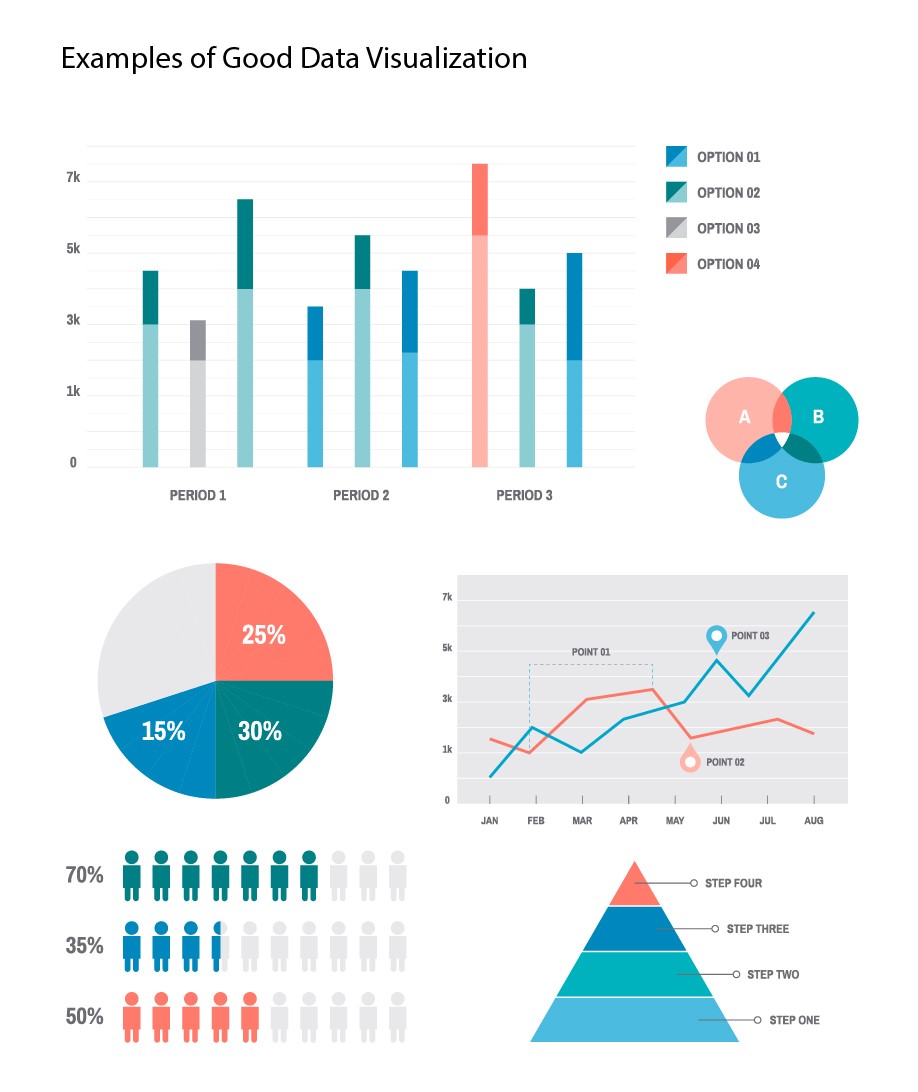 Examples of Good Data Visualization
7k
5k
3k
1k
0
PERIOD 1
PERIOD 2
PERIOD 3
OPTION 01
OPTION 02
OPTION 03
OPTION 04
A
B
C
25%
30%
15%
7k
5k
3k
1k
0
POINT 01
POINT 03
POINT 02
JAN
FEB
MAR
APR
MAY
JUN
JUL
AUG
70%
35%
50%
STEP FOUR
STEP THREE
STEP TWO
STEP ONE